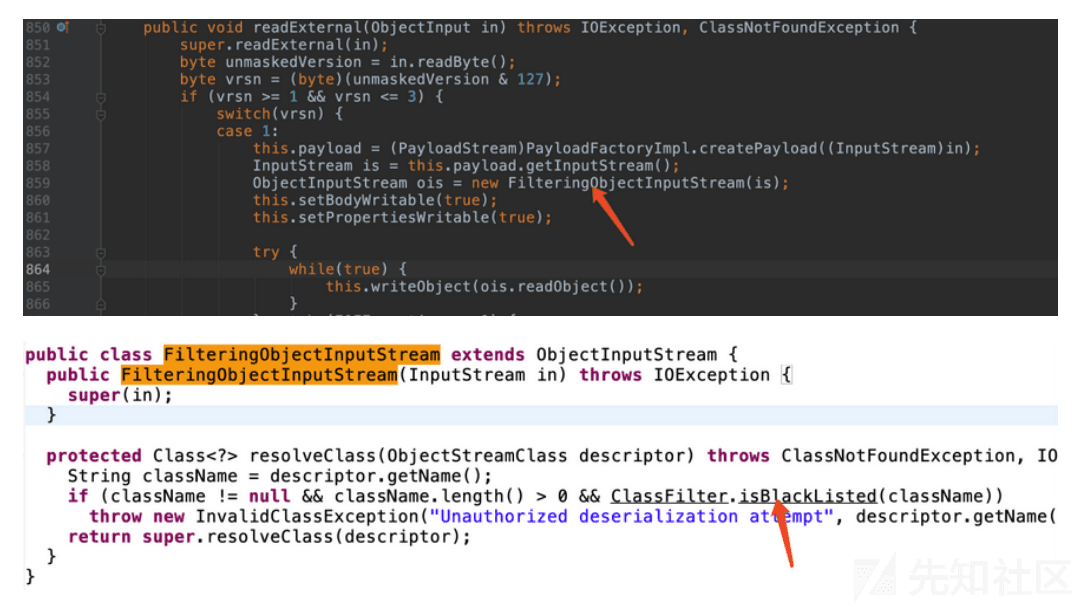 850 public void readExternal(ObjectInput in) throws IOException, ClassNotFoundException {
851 super.readExternal(in);
852 byte unmaskedVersion = in.readByte();
853 byte vrsn = (byte)(unmaskedVersion & 127);
854 if (vrsn >= 1 && vrsn <= 3) {
855 switch(vrsn) {
856 case 1:
857 this.payload = (PayloadStream)PayloadFactoryImpl.createPayload((InputStream)in);
858 InputStream is = this.payload.getInputStream();
859 ObjectInputStream ois = new FilteringObjectInputStream(is);
860 this.setBodyWritable(true);
861 this.setPropertiesWritable(true);
862
863 try {
864 while(true) {
865 this.writeObject(ois.readObject());
866 }
public class FilteringObjectInputStream extends ObjectInputStream {
public FilteringObjectInputStream(InputStream in) throws IOException {
super(in);
}
protected Class<?> resolveClass(ObjectStreamClass descriptor) throws ClassNotFoundException, IO
String className = descriptor.getName();
if (className != null && className.length() > 0 && ClassFilter.isBlackListed(className))
throw new InvalidClassException("Unauthorized deserialization attempt", descriptor.getName(
return super.resolveClass(descriptor);
}
}
先知社区